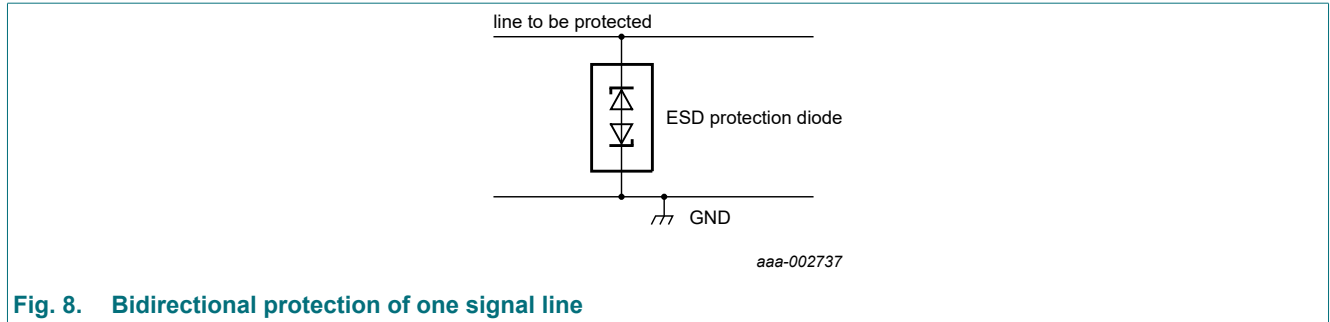 line to be protected
ESD protection diode
GND
aaa-002737
Fig. 8. Bidirectional protection of one signal line